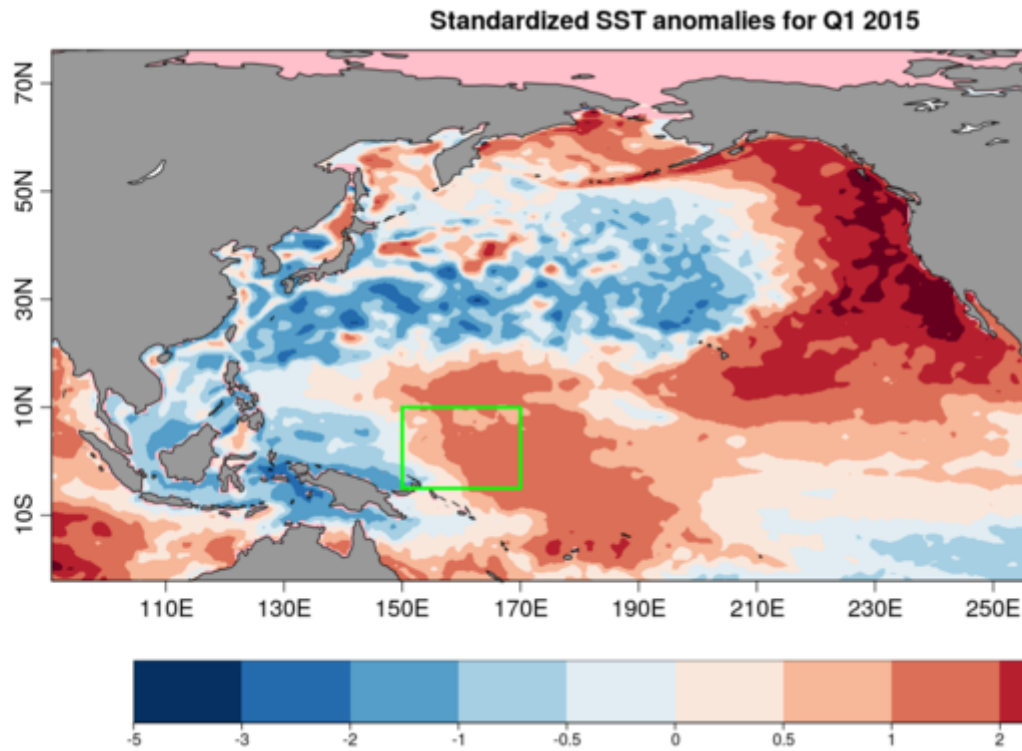 Standardized SST anomalies for Q1 2015
70N
50N
30N
10N
10S
110E 130E 150E 170E 190E 210E 230E 250E
-5 -3 -2 -1 -0.5 0 0.5 1 2